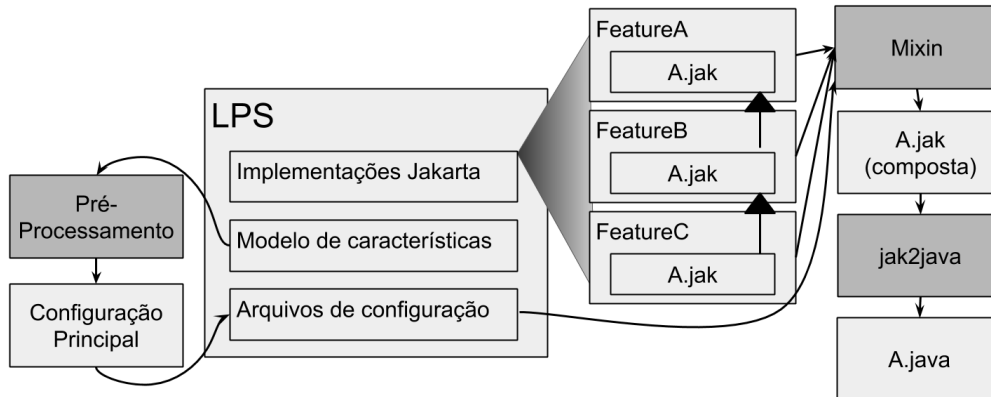 LPS
Implementações Jakarta
Modelo de características
Arquivos de configuração
Pré-
Processamento
Configuração
Principal
FeatureA
A.jak
FeatureB
A.jak
FeatureC
A.jak
Mixin
A.jak
(composta)
jak2java
A.java